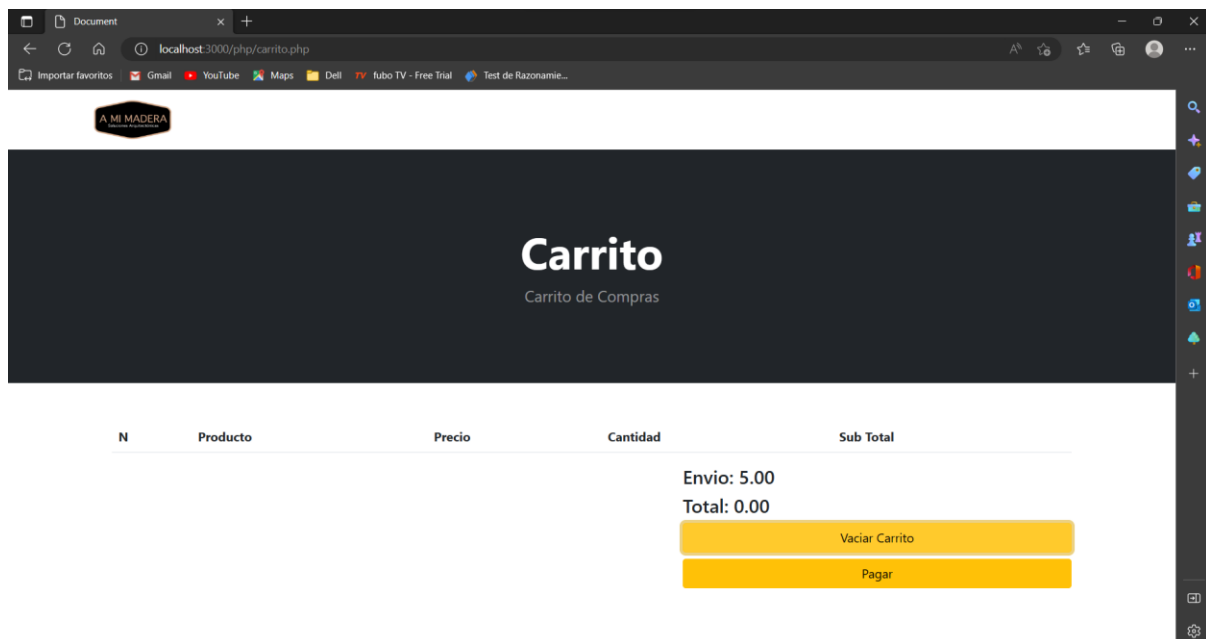 Document
localhost:3000/php/carrito.php
Importar favoritos Gmail YouTube Maps Dell fubo TV - Free Trial Test de Razonamie...
A MI MADERA
Carrito
Carrito de Compras
N Producto Precio Cantidad Sub Total
Envio: 5.00
Total: 0.00
Vaciar Carrito
Pagar